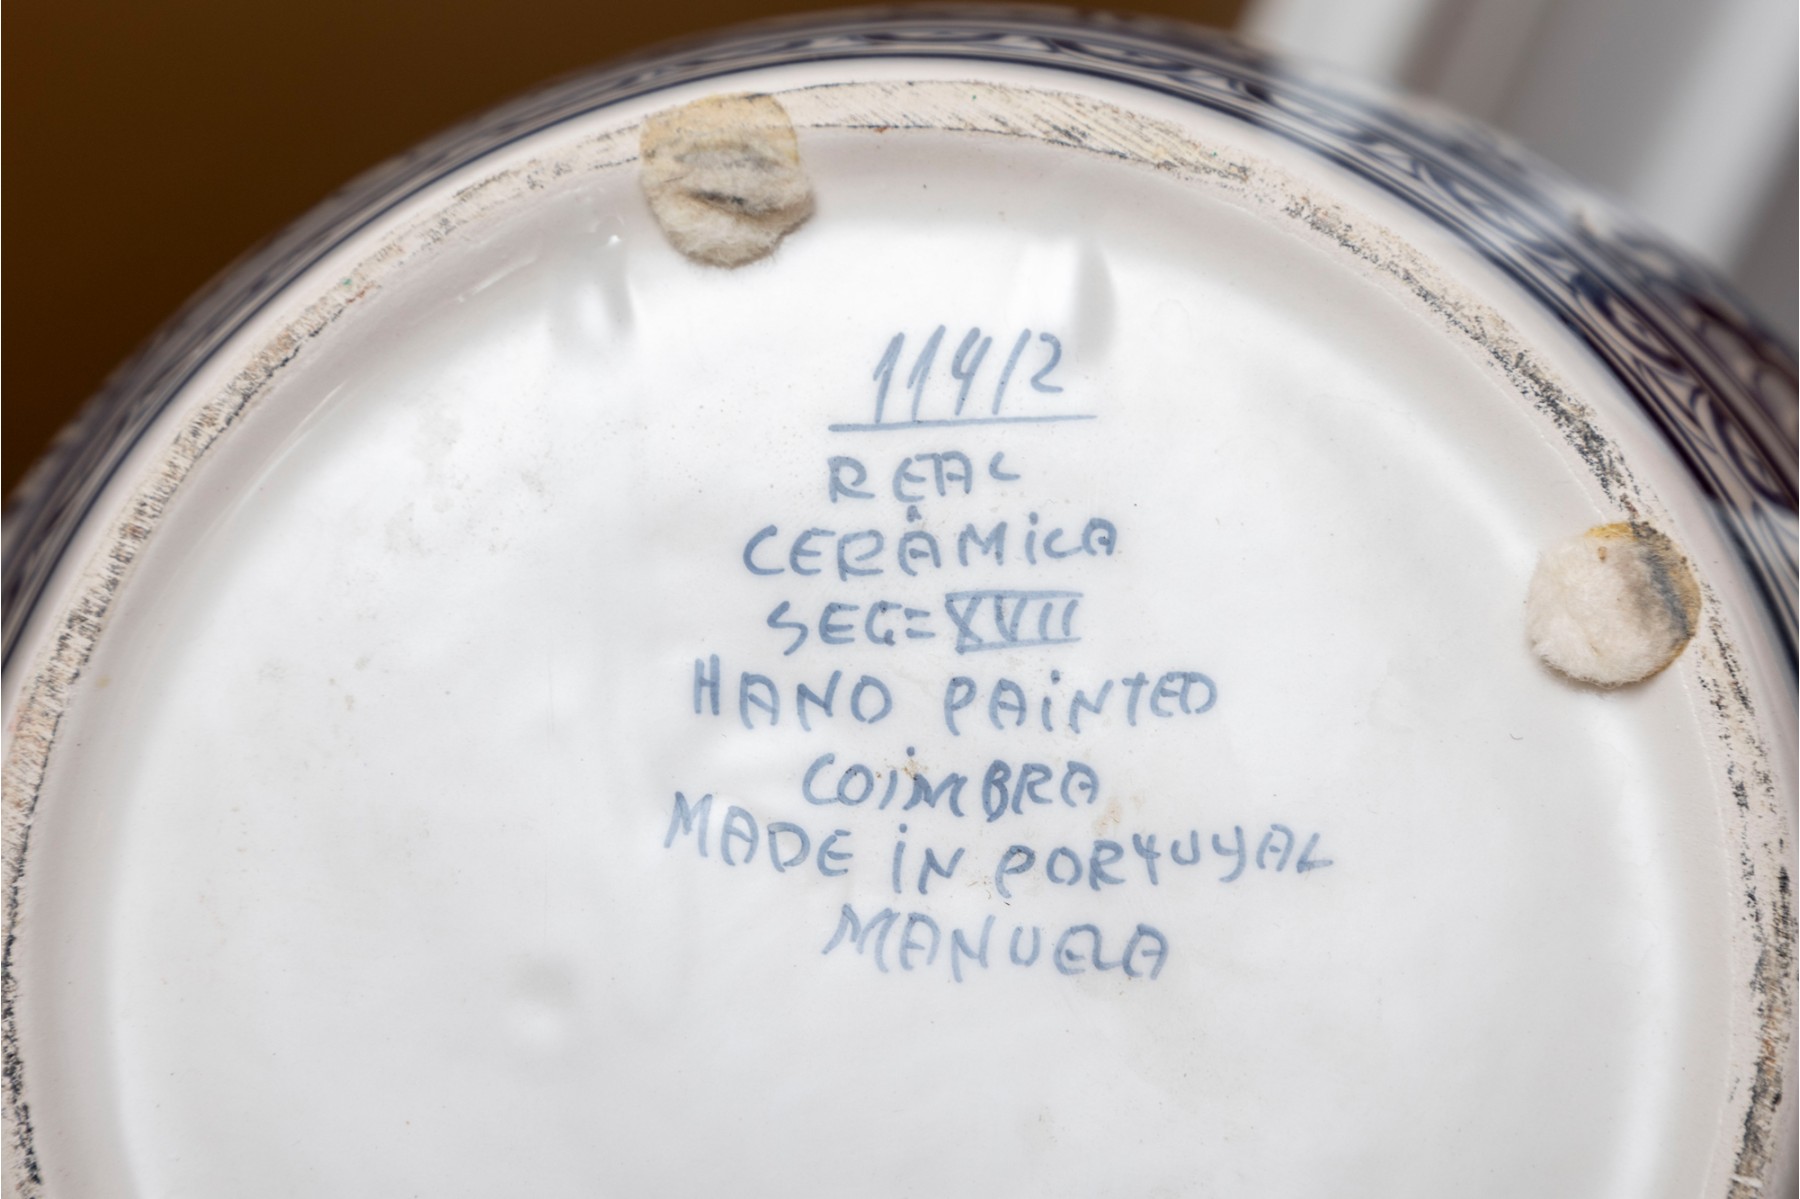 114/2
REAL
CERÂMICA
SEC=XVII
HAND PAINTED
COIMBRA
MADE IN PORTUGAL
MANUELA